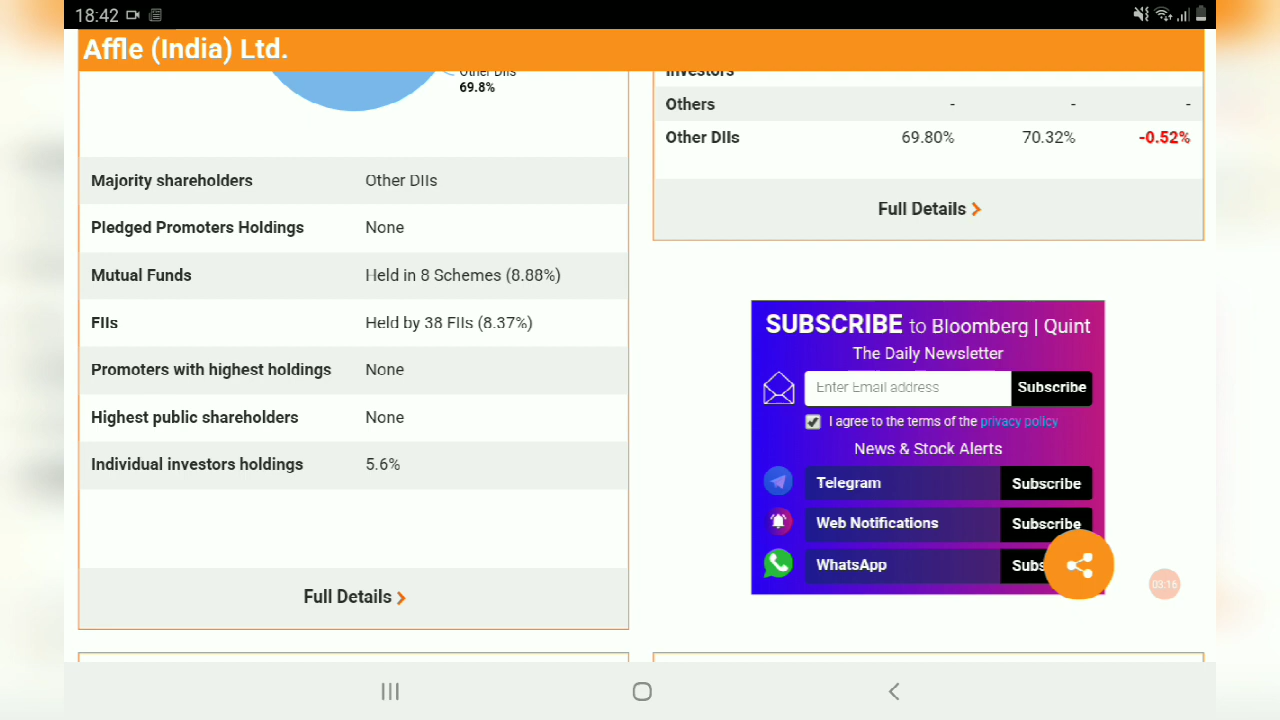 18:42
Affle (India) Ltd.
Other DIIs
69.8%
Majority shareholders Other DIIs
Pledged Promoters Holdings None
Mutual Funds Held in 8 Schemes (8.88%)
FIIs Held by 38 FIIs (8.37%)
Promoters with highest holdings None
Highest public shareholders None
Individual investors holdings 5.6%
Full Details
Investors
Others - - -
Other DIIs 69.80% 70.32% -0.52%
Full Details
SUBSCRIBE to Bloomberg | Quint
The Daily Newsletter
Enter Email address Subscribe
I agree to the terms of the privacy policy
News & Stock Alerts
Telegram Subscribe
Web Notifications Subscribe
WhatsApp Subs
03:16